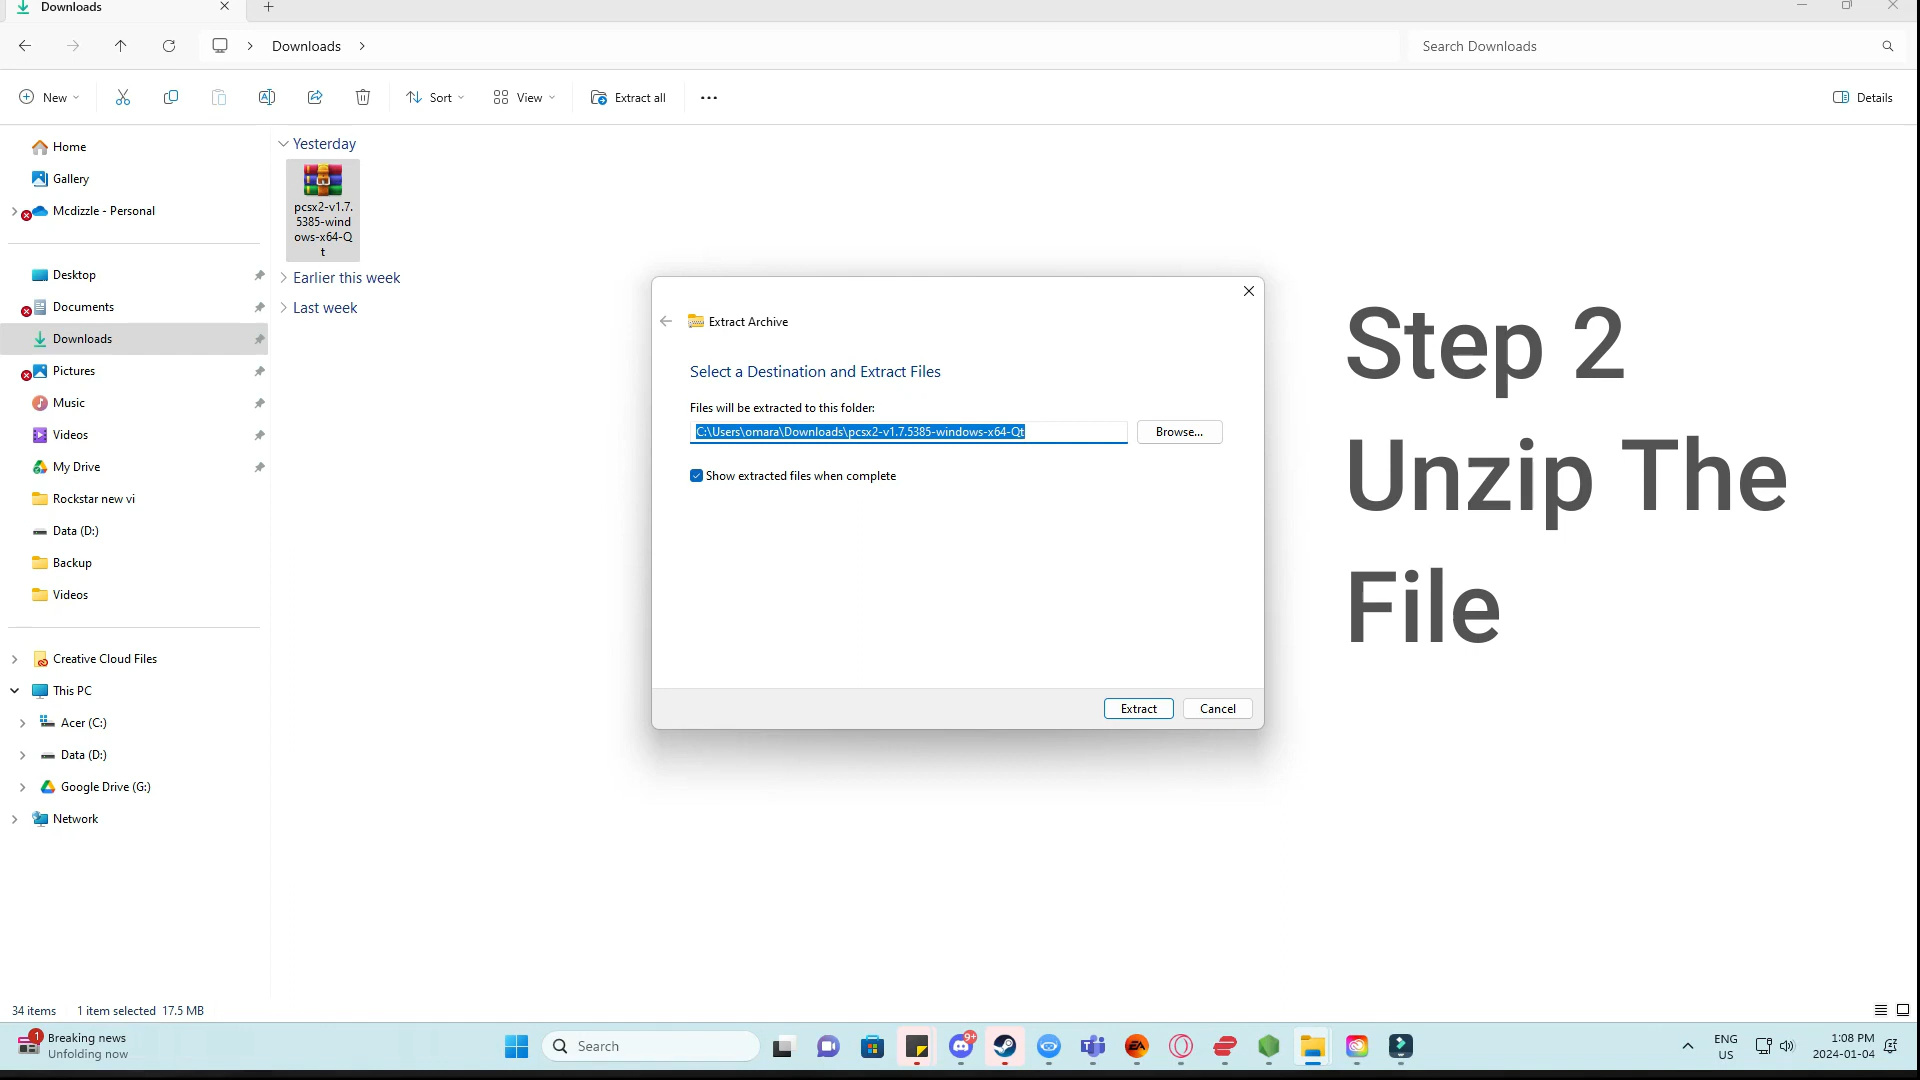 Downloads
Downloads
Search Downloads
New
Sort
View
Extract all
Details
Home
Gallery
Mcdizzle - Personal
Desktop
Documents
Downloads
Pictures
Music
Videos
My Drive
Rockstar new vi
Data (D:)
Backup
Videos
Creative Cloud Files
This PC
Acer (C:)
Data (D:)
Google Drive (G:)
Network
Yesterday
pcsx2-v1.7.
5385-wind
ows-x64-Q
t
Earlier this week
Last week
Extract Archive
Select a Destination and Extract Files
Files will be extracted to this folder:
C:\Users\omara\Downloads\pcsx2-v1.7.5385-windows-x64-Qt
Browse...
Show extracted files when complete
Extract
Cancel
Step 2
Unzip The
File
34 items
1 item selected 17.5 MB
1
Breaking news
Unfolding now
Search
9+
EA
ENG
US
1:08 PM
2024-01-04